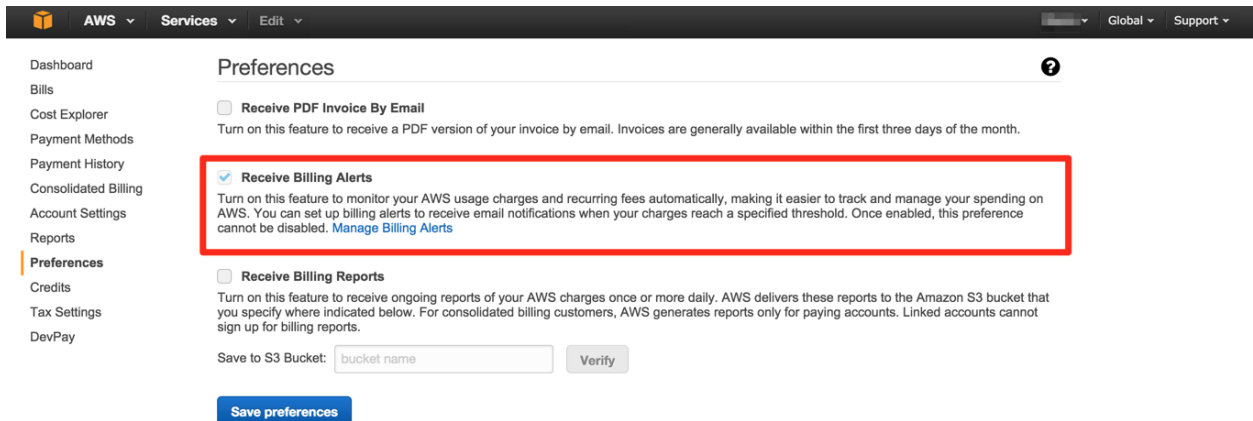 AWS Services Edit Global Support
Dashboard
Bills
Cost Explorer
Payment Methods
Payment History
Consolidated Billing
Account Settings
Reports
Preferences
Credits
Tax Settings
DevPay
Preferences
Receive PDF Invoice By Email
Turn on this feature to receive a PDF version of your invoice by email. Invoices are generally available within the first three days of the month.
Receive Billing Alerts
Turn on this feature to monitor your AWS usage charges and recurring fees automatically, making it easier to track and manage your spending on
AWS. You can set up billing alerts to receive email notifications when your charges reach a specified threshold. Once enabled, this preference
cannot be disabled. Manage Billing Alerts
Receive Billing Reports
Turn on this feature to receive ongoing reports of your AWS charges once or more daily. AWS delivers these reports to the Amazon S3 bucket that
you specify where indicated below. For consolidated billing customers, AWS generates reports only for paying accounts. Linked accounts cannot
sign up for billing reports.
Save to S3 Bucket: bucket name Verify
Save preferences